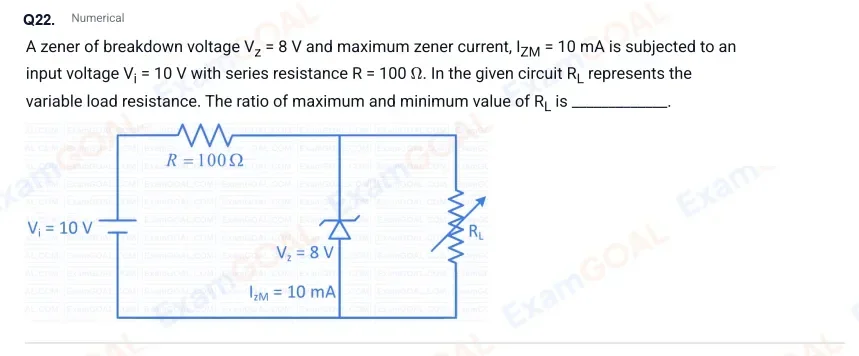 Q22. Numerical
A zener of breakdown voltage V_z = 8 V and maximum zener current, I_ZM = 10 mA is subjected to an
input voltage V_i = 10 V with series resistance R = 100 Ω. In the given circuit R_L represents the
variable load resistance. The ratio of maximum and minimum value of R_L is ____________.
R = 100 Ω
V_i = 10 V
R_L
V_z = 8 V
I_zM = 10 mA
ExamGOAL